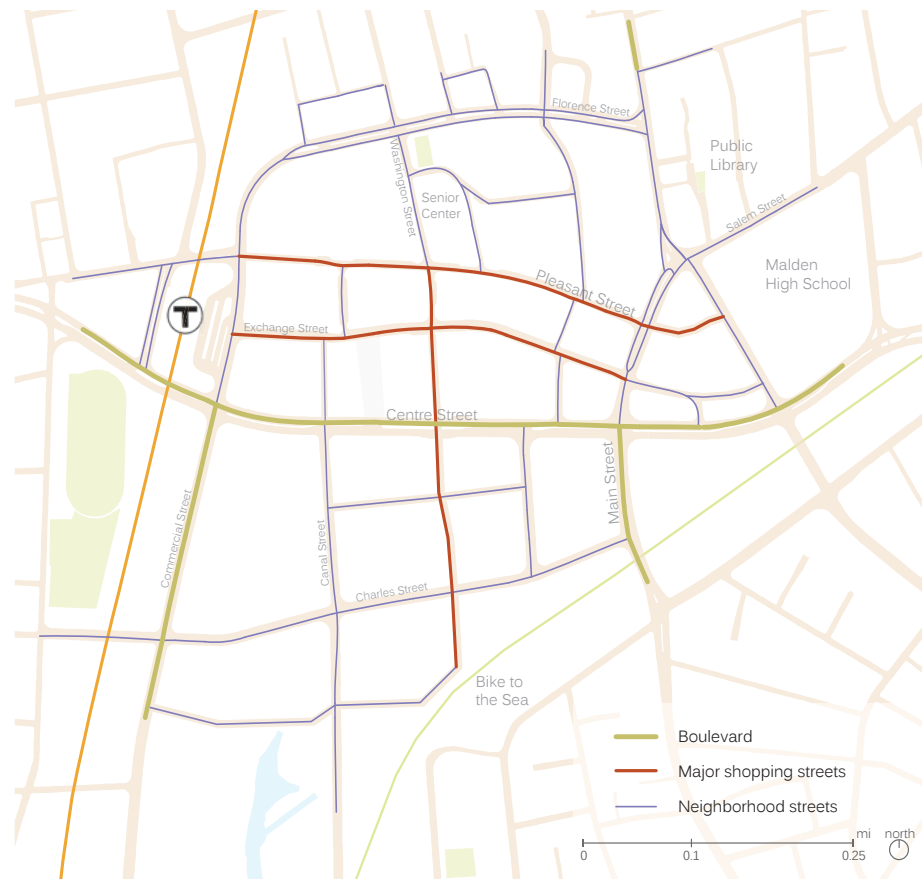 Florence Street
Washington Street
Public
Library
Senior
Center
Salem Street
Malden
High School
Pleasant Street
T
Exchange Street
Centre Street
Main Street
Commercial Street
Canal Street
Charles Street
Bike to
the Sea
Boulevard
Major shopping streets
Neighborhood streets
mi
north
0
0.1
0.25